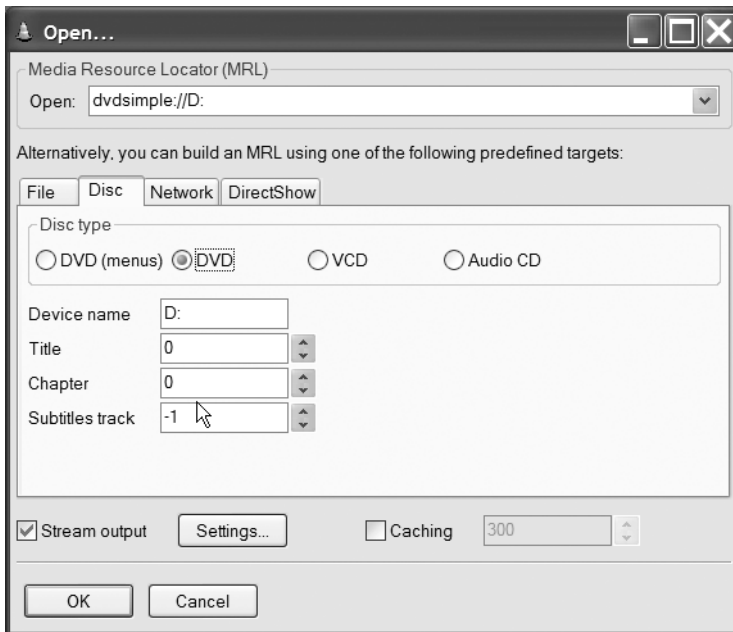 Open...
Media Resource Locator (MRL)
Open: dvdsimple://D:
Alternatively, you can build an MRL using one of the following predefined targets:
File Disc Network DirectShow
Disc type
DVD (menus) DVD VCD Audio CD
Device name D:
Title 0
Chapter 0
Subtitles track -1
Stream output Settings... Caching 300
OK Cancel